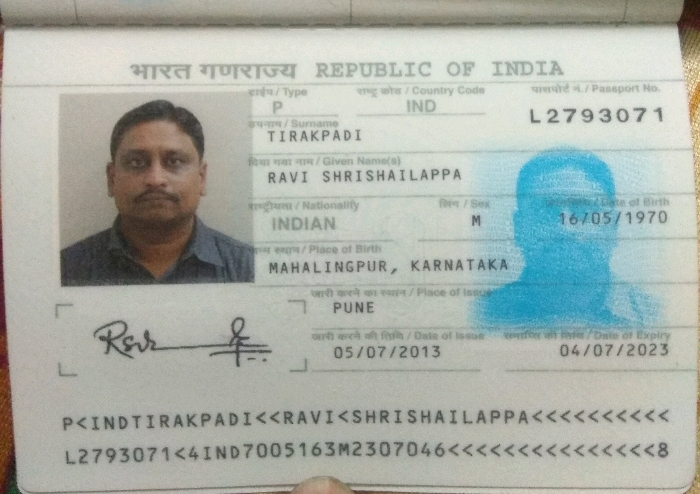 भारत गणराज्य REPUBLIC OF INDIA
टाईप / Type राष्ट्र कोड / Country Code पासपोर्ट नं. / Passport No.
P IND L2793071
उपनाम / Surname
TIRAKPADI
दिया गया नाम / Given Name(s)
RAVI SHRISHAILAPPA
राष्ट्रीयता / Nationality लिंग / Sex जन्मतिथि / Date of Birth
INDIAN M 16/05/1970
जन्म स्थान / Place of Birth
MAHALINGPUR, KARNATAKA
जारी करने का स्थान / Place of Issue
PUNE
जारी करने की तिथि / Date of Issue समाप्ति की तिथि / Date of Expiry
05/07/2013 04/07/2023
P<INDTIRAKPADI<<RAVI<SHRISHAILAPPA<<<<<<<<<<
L2793071<4IND7005163M2307046<<<<<<<<<<<<<<<8